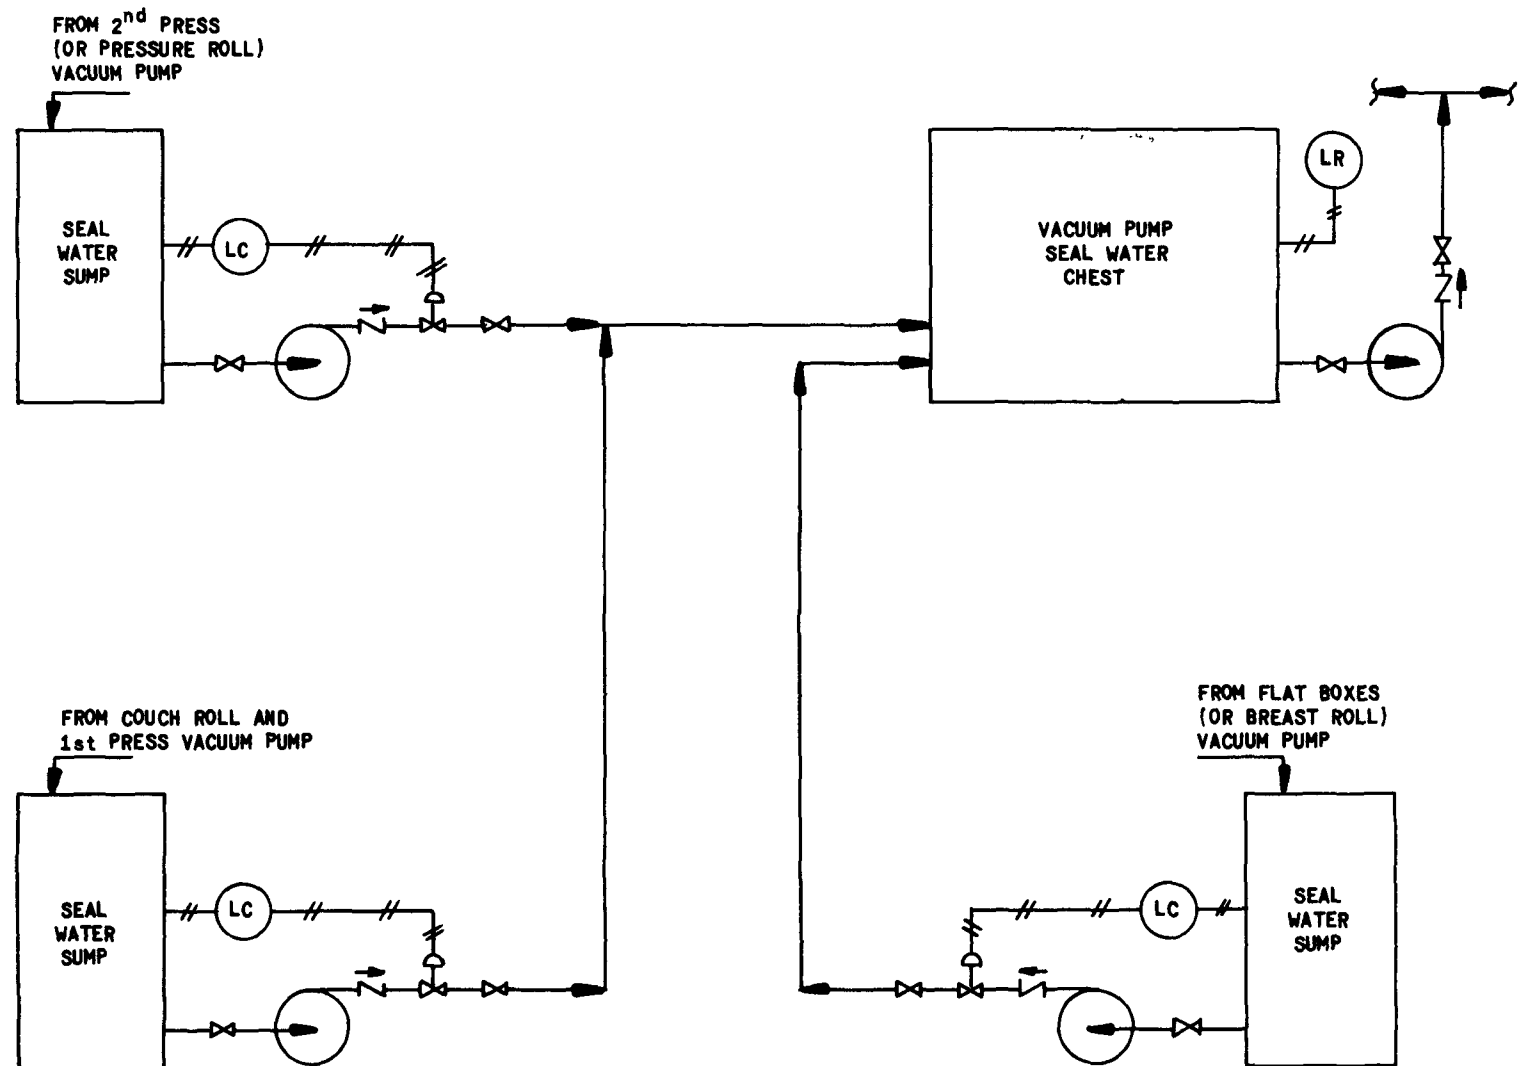 FROM 2nd PRESS
(OR PRESSURE ROLL)
VACUUM PUMP
SEAL
WATER
SUMP
LC
VACUUM PUMP
SEAL WATER
CHEST
LR
FROM COUCH ROLL AND
1st PRESS VACUUM PUMP
SEAL
WATER
SUMP
LC
FROM FLAT BOXES
(OR BREAST ROLL)
VACUUM PUMP
LC
SEAL
WATER
SUMP